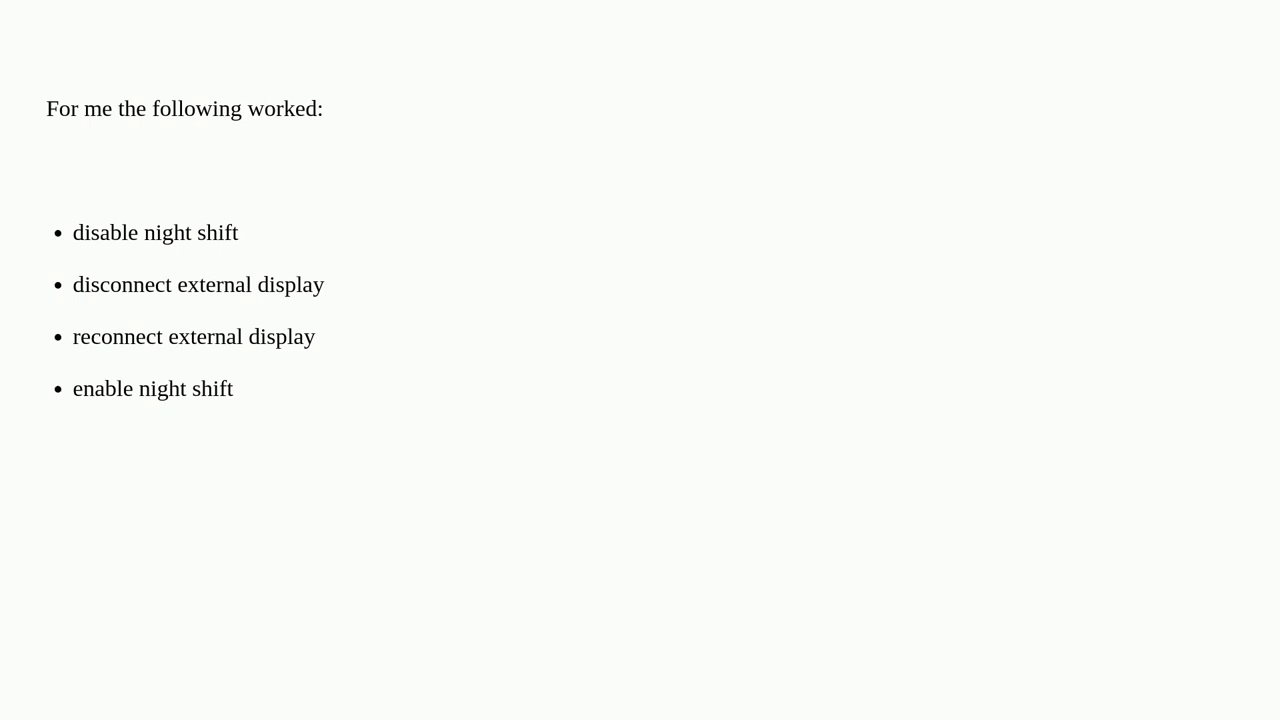 For me the following worked:
• disable night shift
• disconnect external display
• reconnect external display
• enable night shift